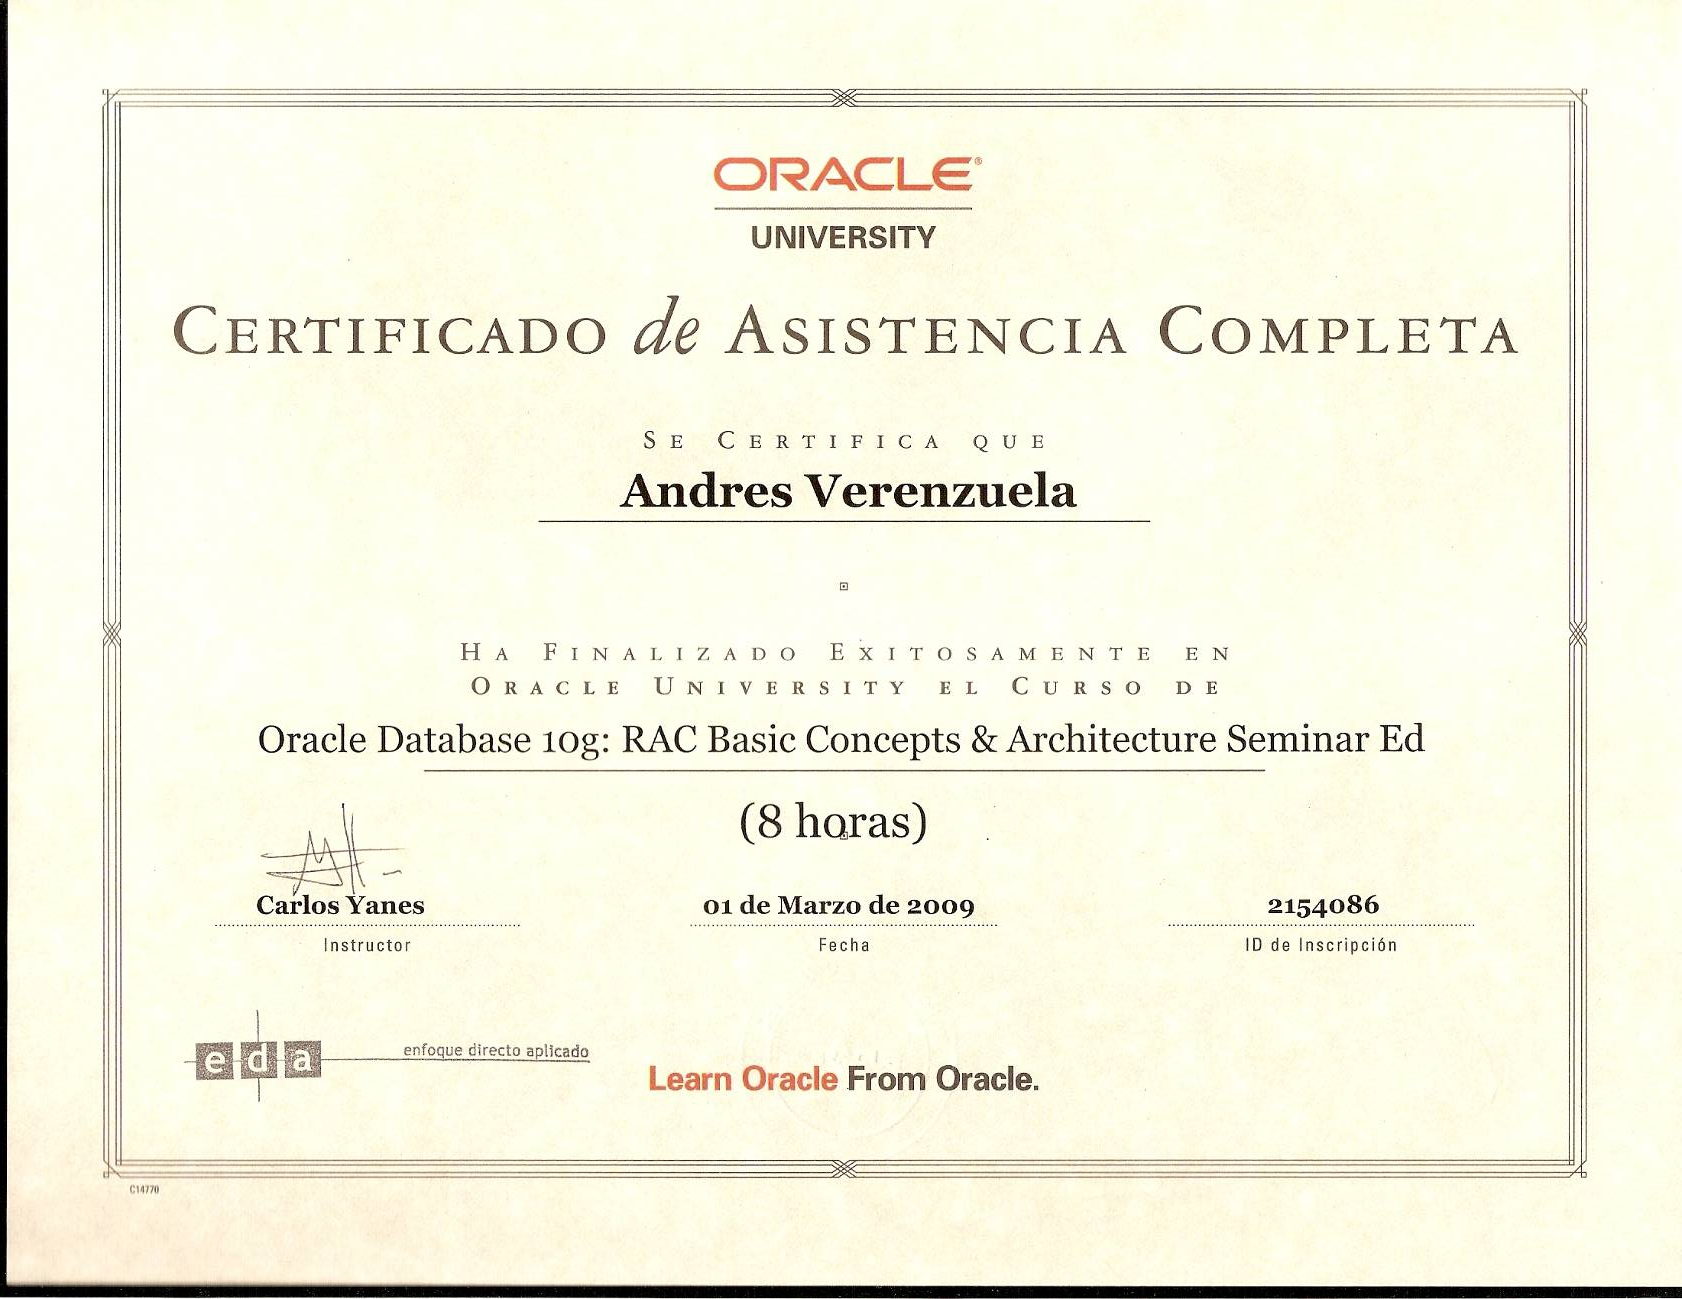 ORACLE®
UNIVERSITY
CERTIFICADO de ASISTENCIA COMPLETA
SE CERTIFICA QUE
Andres Verenzuela
HA FINALIZADO EXITOSAMENTE EN
ORACLE UNIVERSITY EL CURSO DE
Oracle Database 10g: RAC Basic Concepts & Architecture Seminar Ed
(8 horas)
Carlos Yanes
Instructor
01 de Marzo de 2009
Fecha
2154086
ID de Inscripción
eda
enfoque directo aplicado
Learn Oracle From Oracle.
C14770